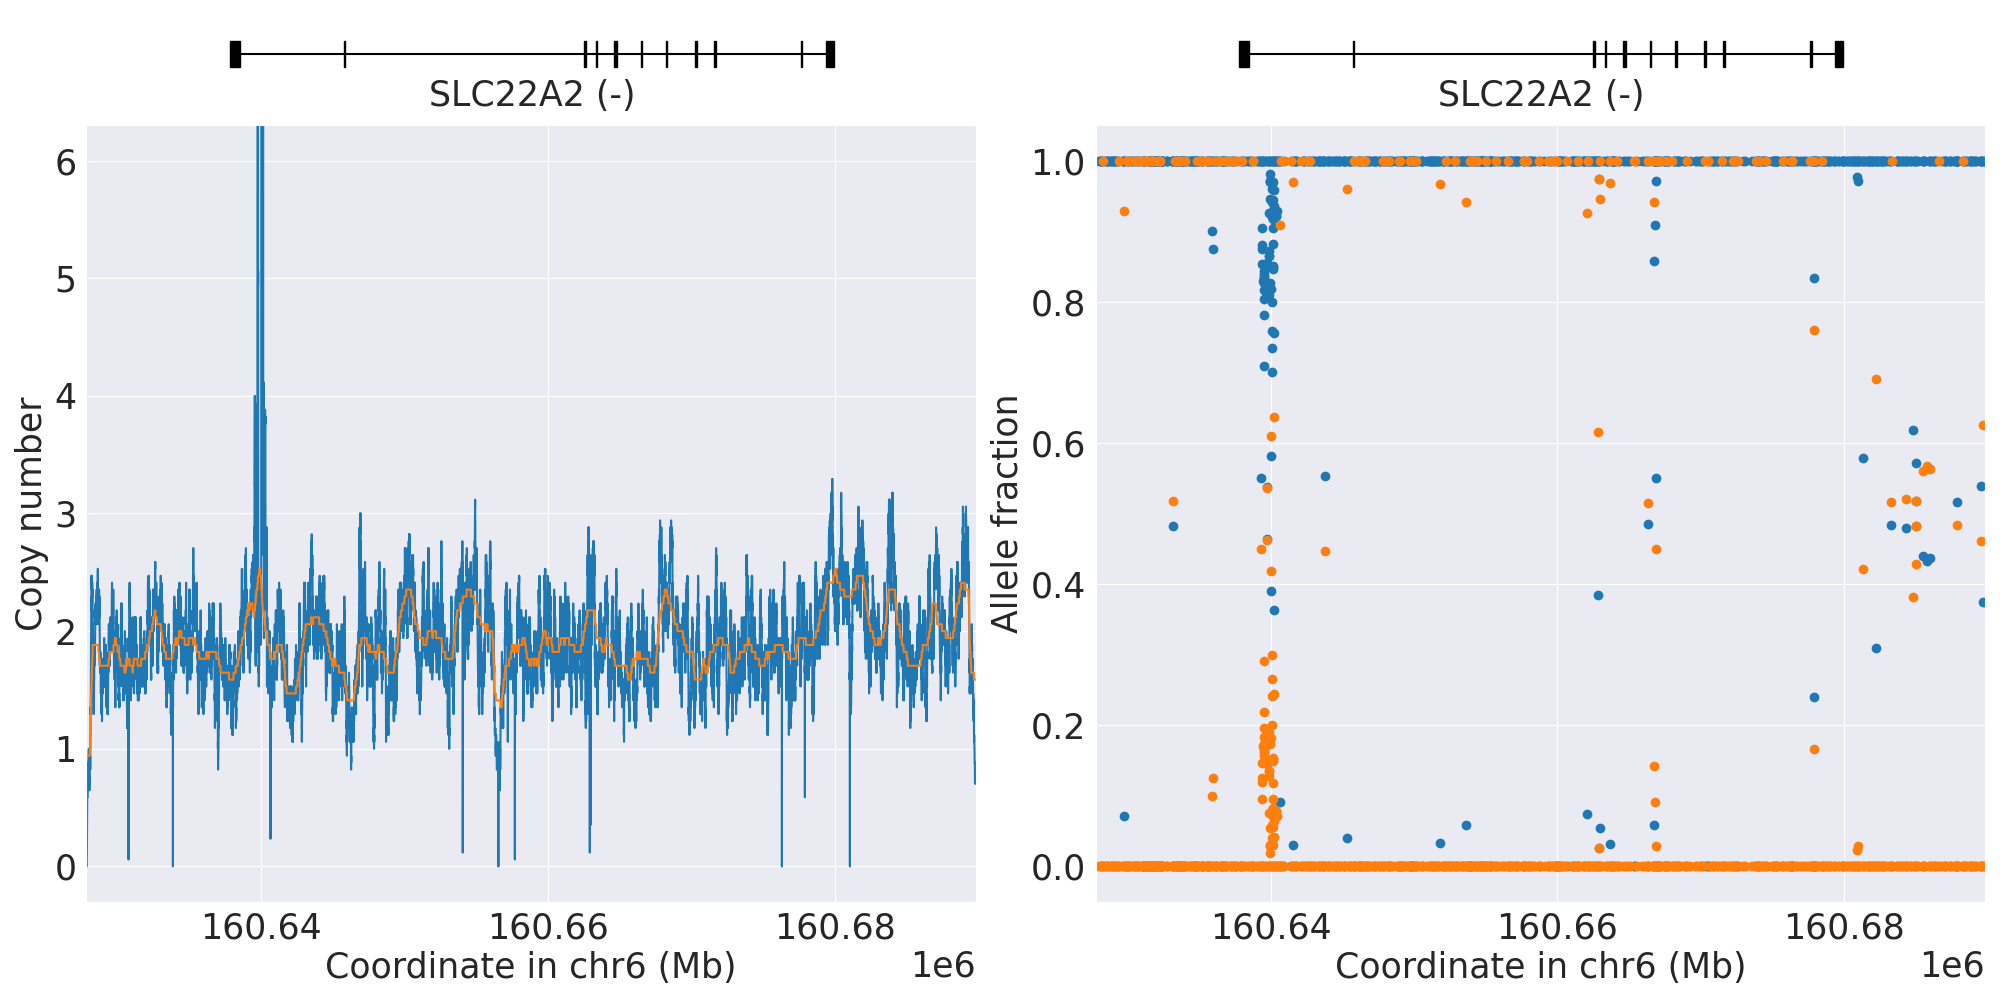 SLC22A2 (-)
Copy number
6
5
4
3
2
1
0
160.64
160.66
160.68
Coordinate in chr6 (Mb)
1e6
SLC22A2 (-)
Allele fraction
1.0
0.8
0.6
0.4
0.2
0.0
160.64
160.66
160.68
Coordinate in chr6 (Mb)
1e6